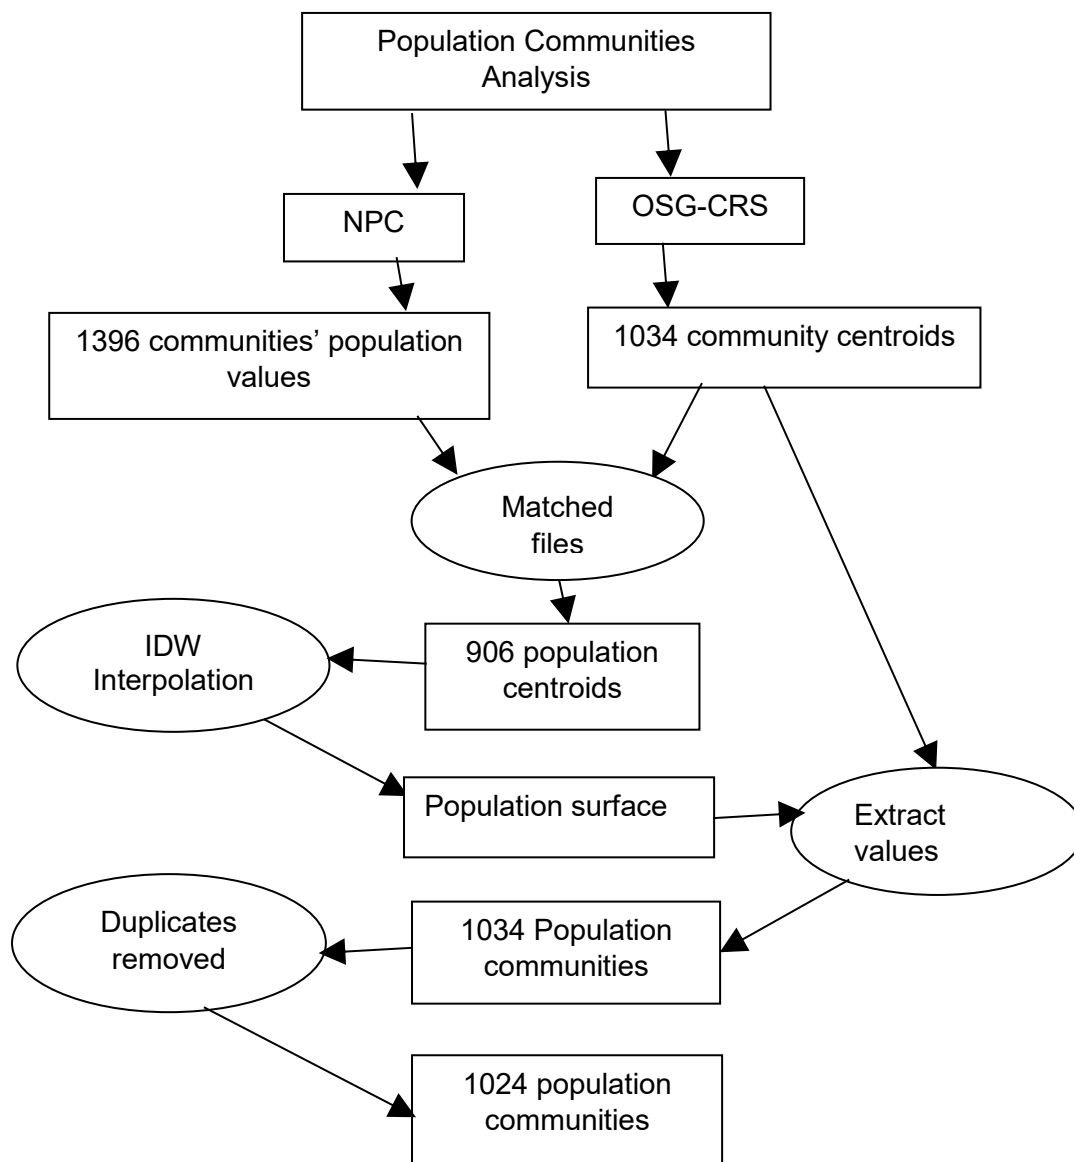 Population Communities
Analysis
NPC
OSG-CRS
1396 communities’ population
values
1034 community centroids
Matched
files
IDW
Interpolation
906 population
centroids
Population surface
Extract
values
Duplicates
removed
1034 Population
communities
1024 population
communities